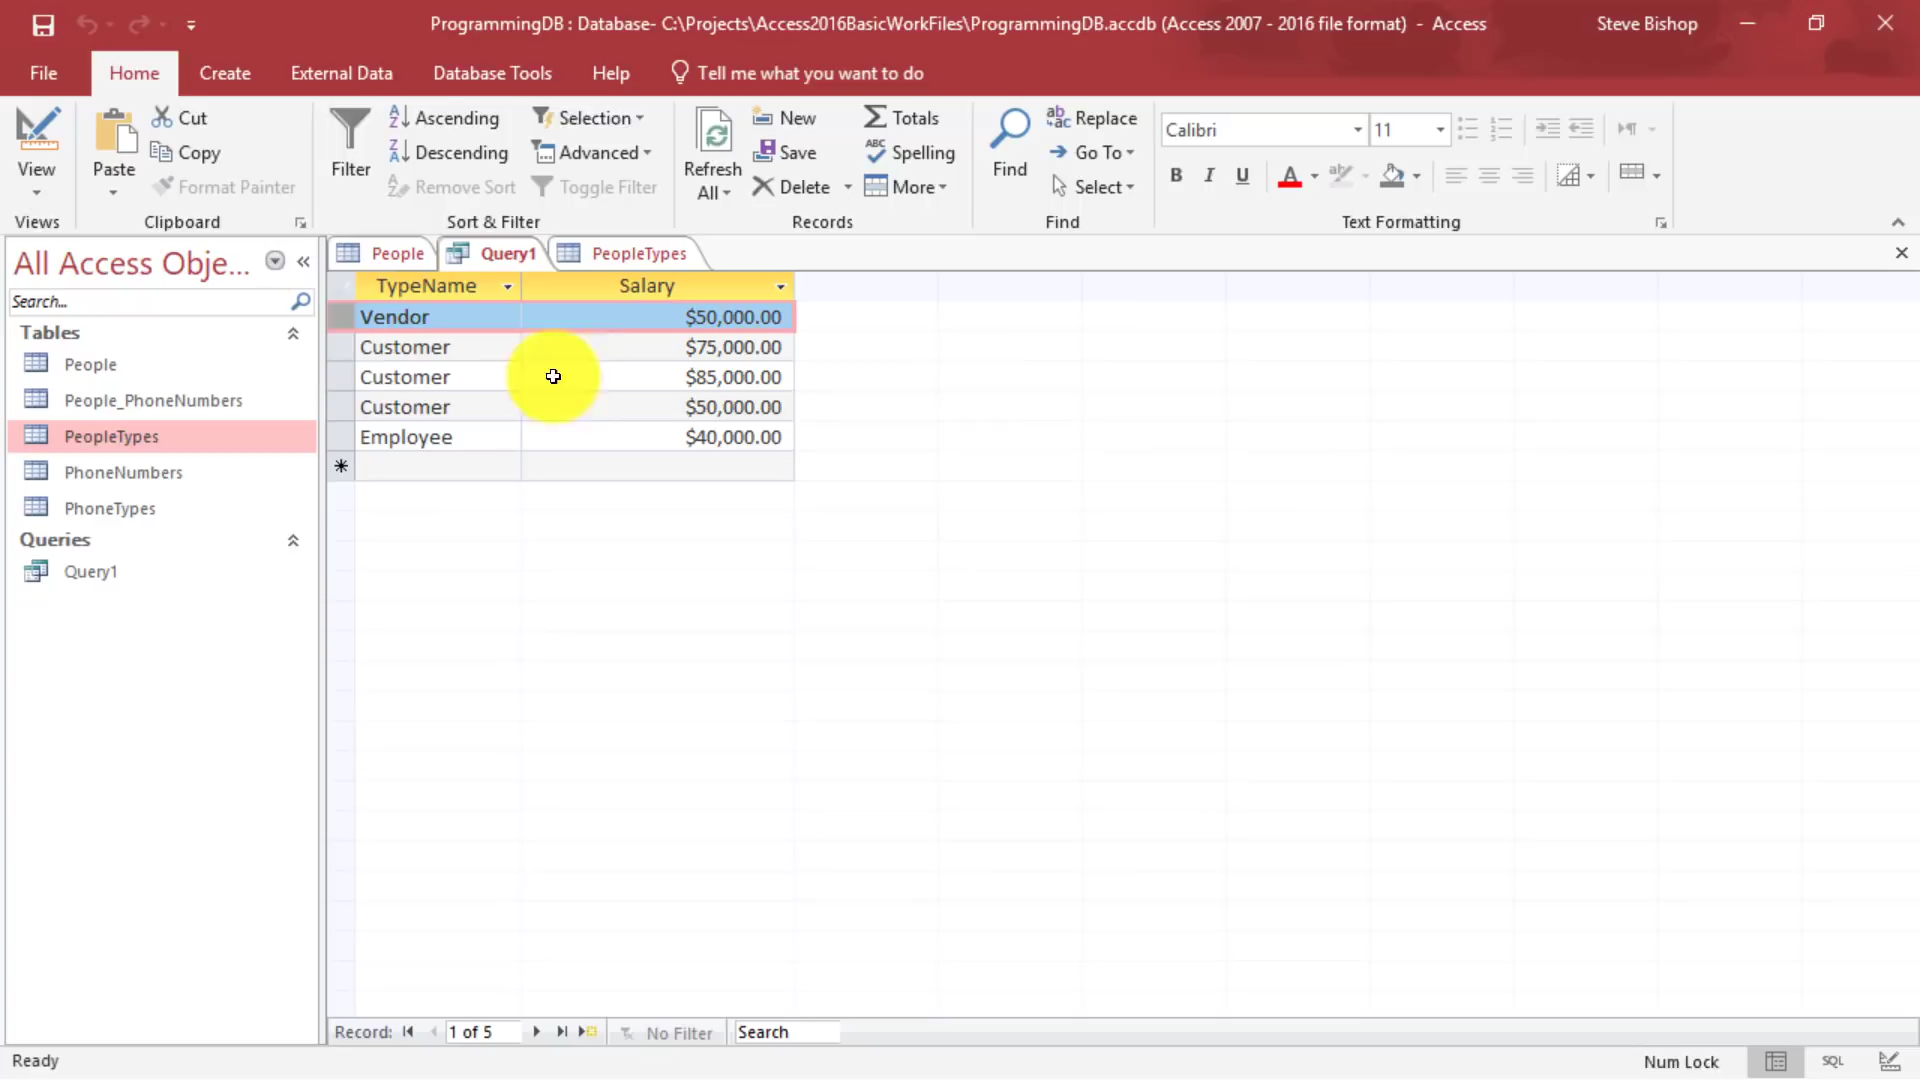 ProgrammingDB : Database- C:\Projects\Access2016BasicWorkFiles\ProgrammingDB.accdb (Access 2007 - 2016 file format) - Access
Steve Bishop
File Home Create External Data Database Tools Help Tell me what you want to do
View
Views
Paste
Cut
Copy
Format Painter
Clipboard
Filter
Ascending
Descending
Remove Sort
Selection
Advanced
Toggle Filter
Sort & Filter
Refresh
All
New
Save
Delete
Totals
Spelling
More
Records
Find
Replace
Go To
Select
Find
Calibri 11
B I U A
Text Formatting
All Access Obje...
Search...
Tables
People
People_PhoneNumbers
PeopleTypes
PhoneNumbers
PhoneTypes
Queries
Query1
People Query1 PeopleTypes
TypeName Salary
Vendor $50,000.00
Customer $75,000.00
Customer $85,000.00
Customer $50,000.00
Employee $40,000.00
Record: 1 of 5 No Filter Search
Ready
Num Lock
SQL